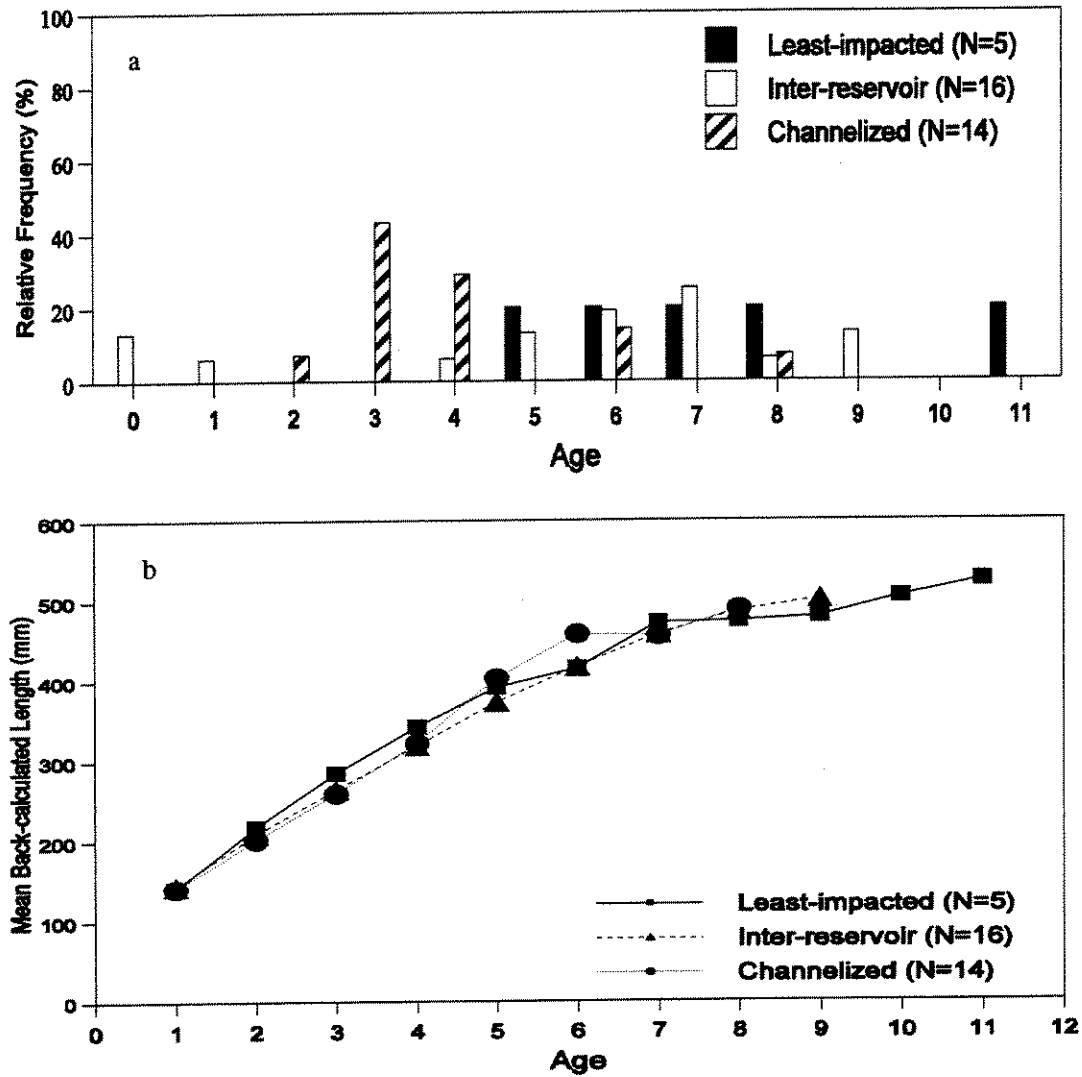 100
80
60
40
20
0
Relative Frequency (%)
a
Least-impacted (N=5)
Inter-reservoir (N=16)
Channelized (N=14)
0 1 2 3 4 5 6 7 8 9 10 11
Age
600
500
400
300
200
100
0
Mean Back-calculated Length (mm)
b
Least-impacted (N=5)
Inter-reservoir (N=16)
Channelized (N=14)
0 1 2 3 4 5 6 7 8 9 10 11 12
Age